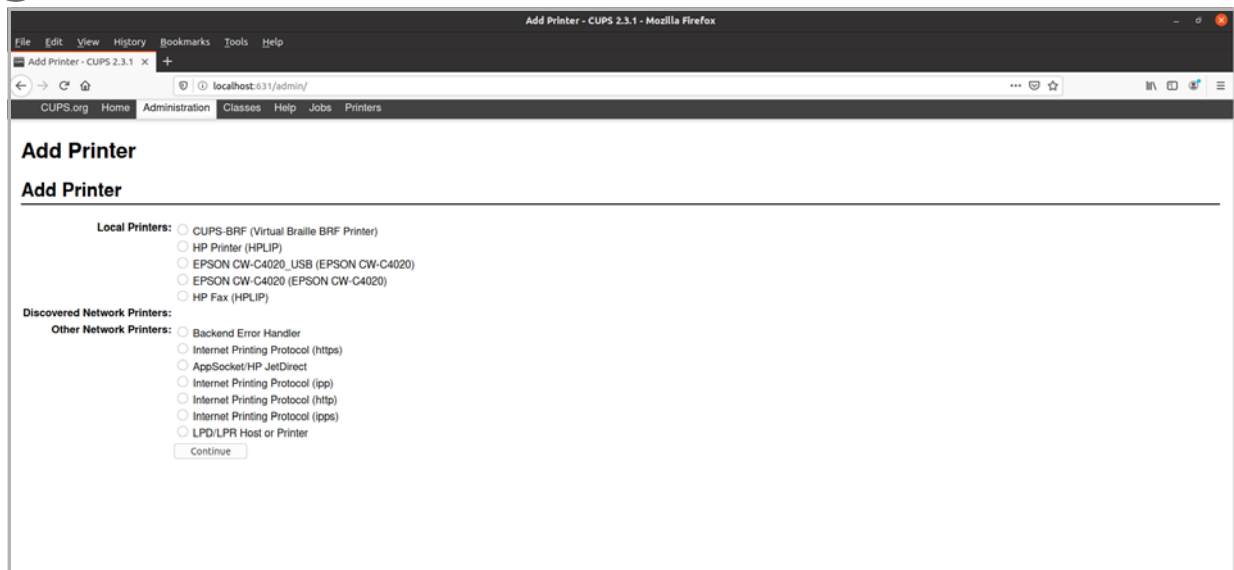 Add Printer - CUPS 2.3.1 - Mozilla Firefox
File Edit View History Bookmarks Tools Help
Add Printer - CUPS 2.3.1
localhost:631/admin/
CUPS.org Home Administration Classes Help Jobs Printers
Add Printer
Add Printer
Local Printers: CUPS-BRF (Virtual Braille BRF Printer)
HP Printer (HPLIP)
EPSON CW-C4020_USB (EPSON CW-C4020)
EPSON CW-C4020 (EPSON CW-C4020)
HP Fax (HPLIP)
Discovered Network Printers:
Other Network Printers: Backend Error Handler
Internet Printing Protocol (https)
AppSocket/HP JetDirect
Internet Printing Protocol (ipp)
Internet Printing Protocol (http)
Internet Printing Protocol (ipps)
LPD/LPR Host or Printer
Continue